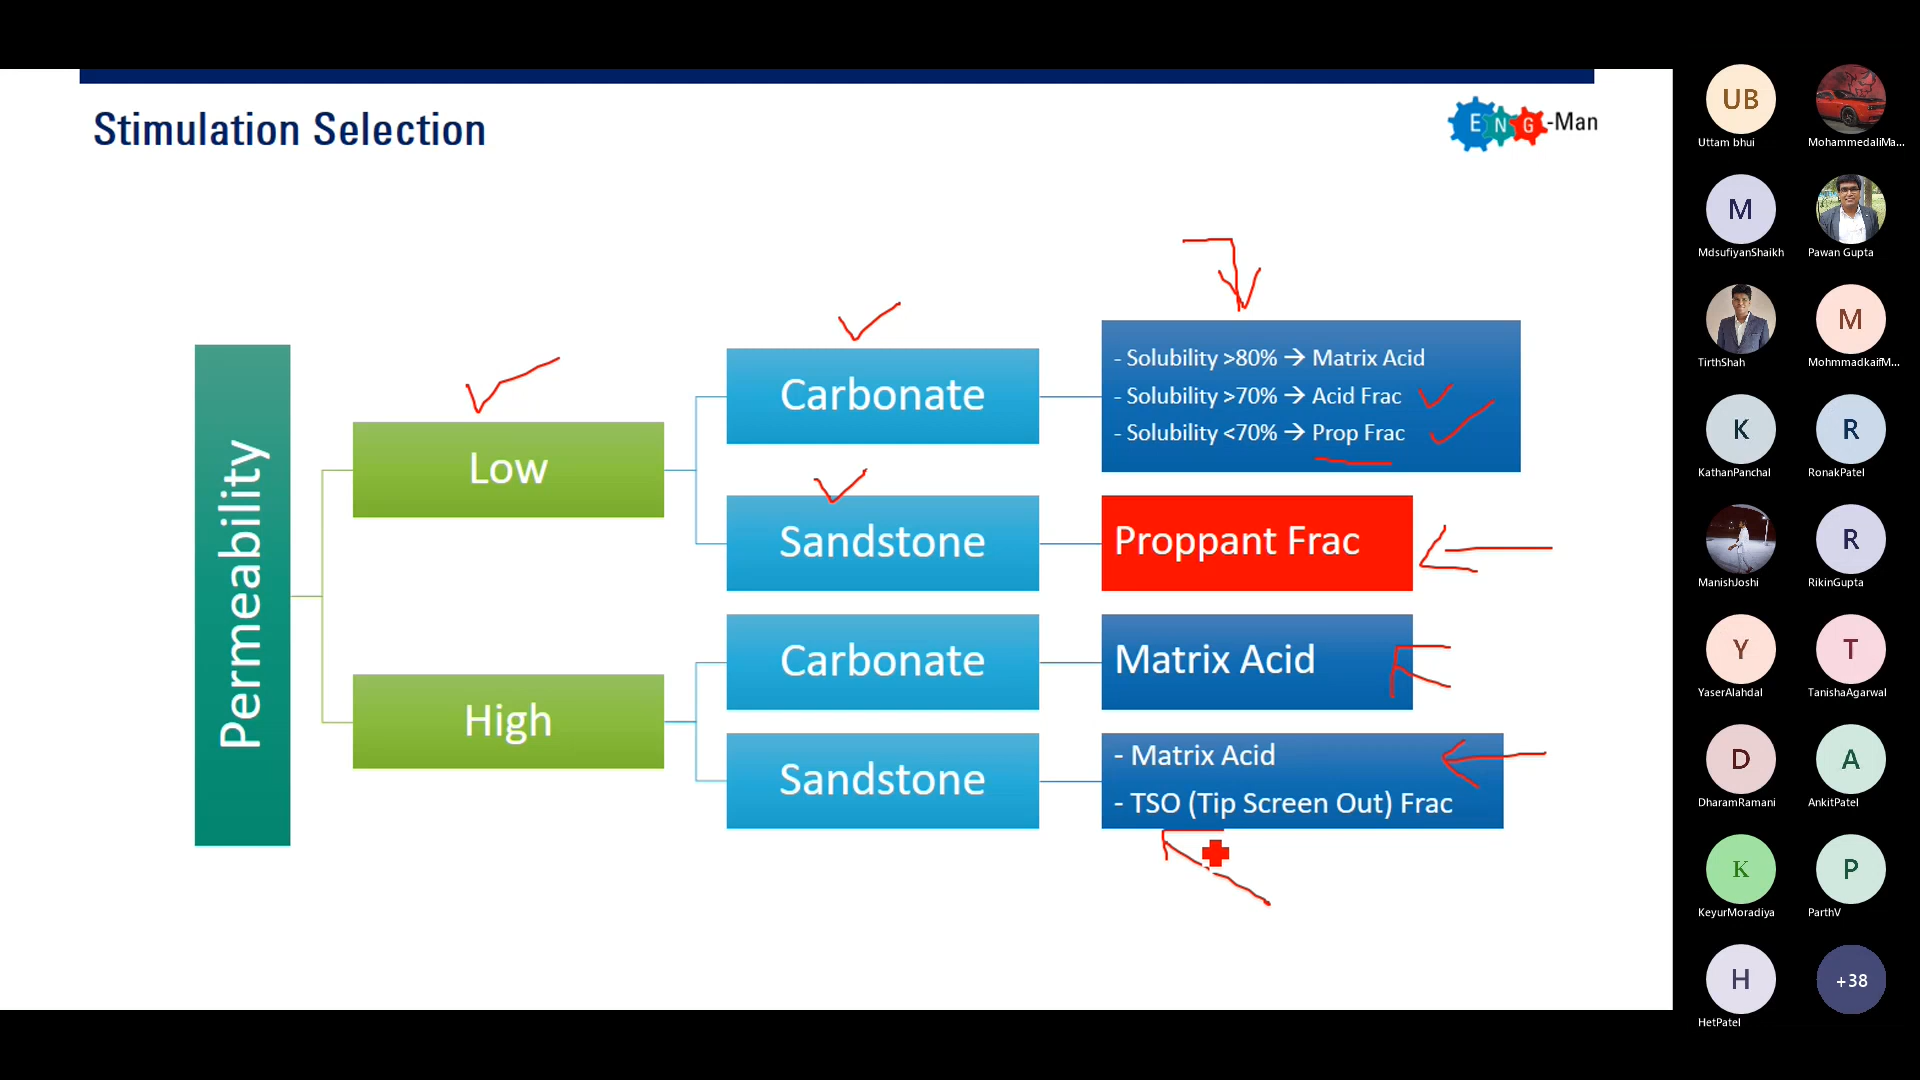 Stimulation Selection
ENG-Man
Permeability
Low
High
Carbonate
Sandstone
Carbonate
Sandstone
- Solubility >80% → Matrix Acid
- Solubility >70% → Acid Frac
- Solubility <70% → Prop Frac
Proppant Frac
Matrix Acid
- Matrix Acid
- TSO (Tip Screen Out) Frac
UB
Uttam bhui
MohammedaliMa...
M
MdsufiyanShaikh
Pawan Gupta
TirthShah
M
MohmmadkaifM...
K
KathanPanchal
R
RonakPatel
ManishJoshi
R
RikinGupta
Y
YaserAlahdal
T
TanishaAgarwal
D
DharamRamani
A
AnkitPatel
K
KeyurMoradiya
P
ParthV
H
HetPatel
+38